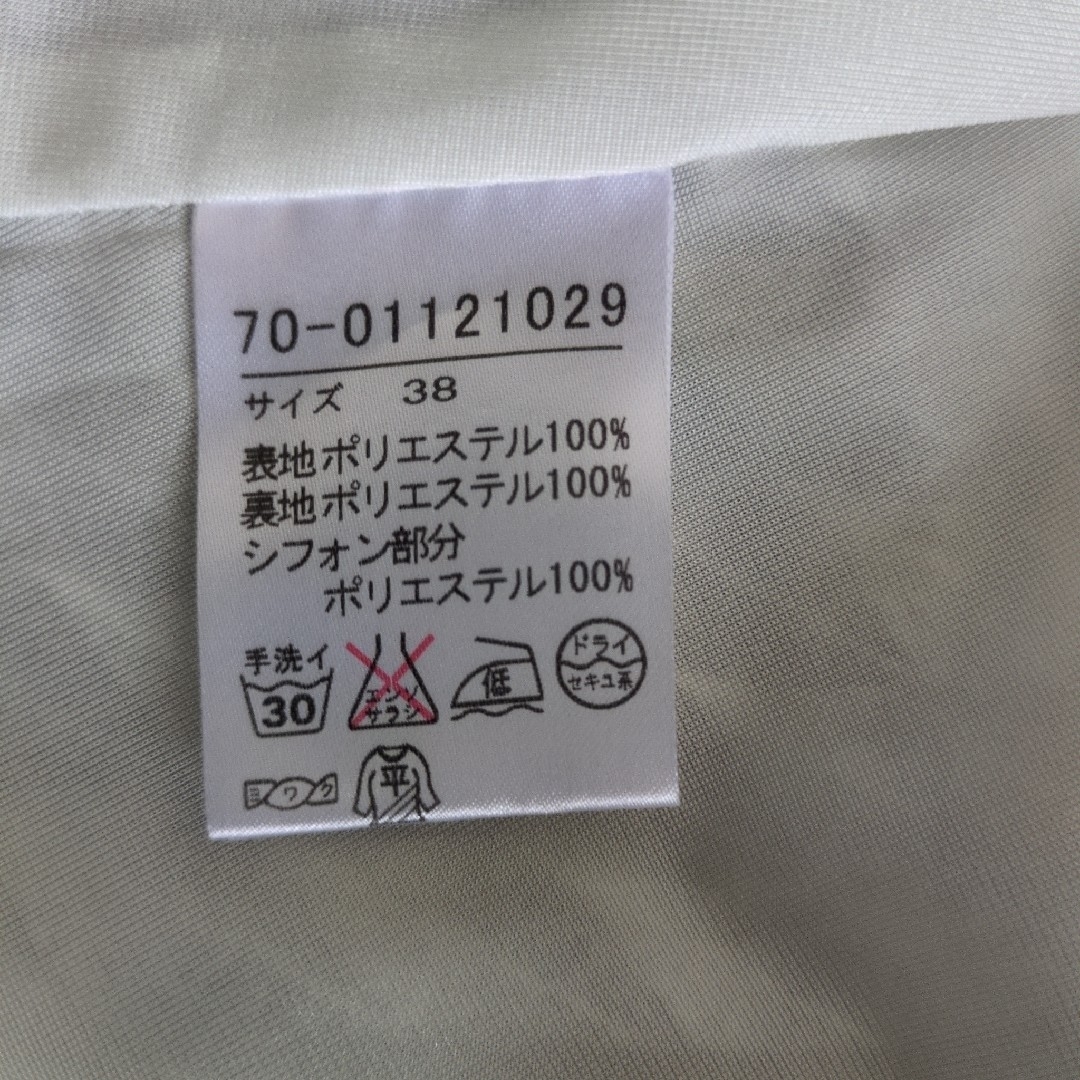 70-01121029
サイズ 38
表地ポリエステル100%
裏地ポリエステル100%
シフォン部分
ポリエステル100%
手洗イ
30
エンソ
サラシ
低
ドライ
セキユ系
ヨワク
平